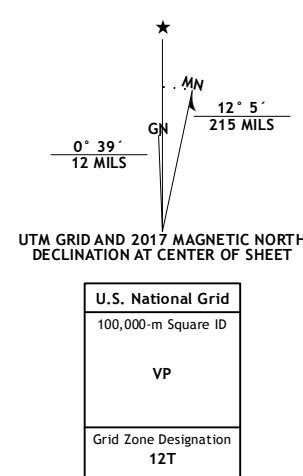 ★
MN
GN
12° 5´
215 MILS
0° 39´
12 MILS
UTM GRID AND 2017 MAGNETIC NORTH
DECLINATION AT CENTER OF SHEET
U.S. National Grid
100,000-m Square ID
VP
Grid Zone Designation
12T